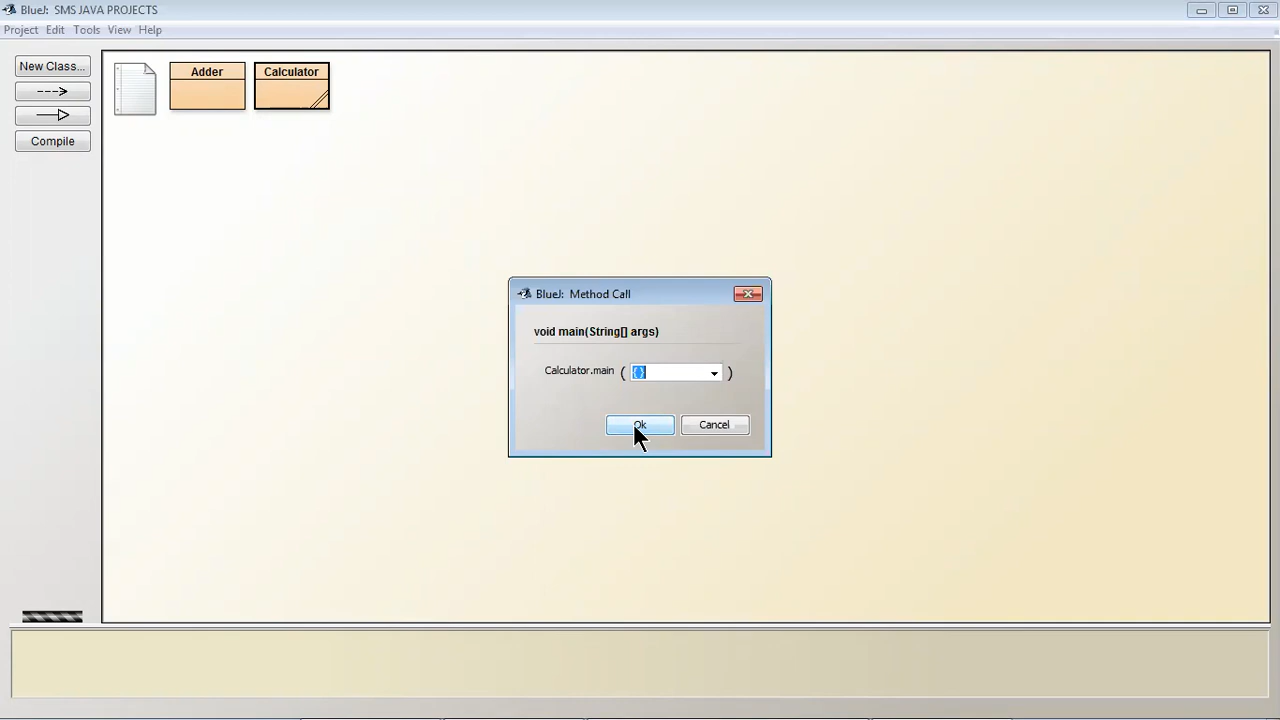 BlueJ: SMS JAVA PROJECTS
Project Edit Tools View Help
New Class...
Adder
Calculator
Compile
BlueJ: Method Call
void main(String[] args)
Calculator.main ( {} )
Ok
Cancel